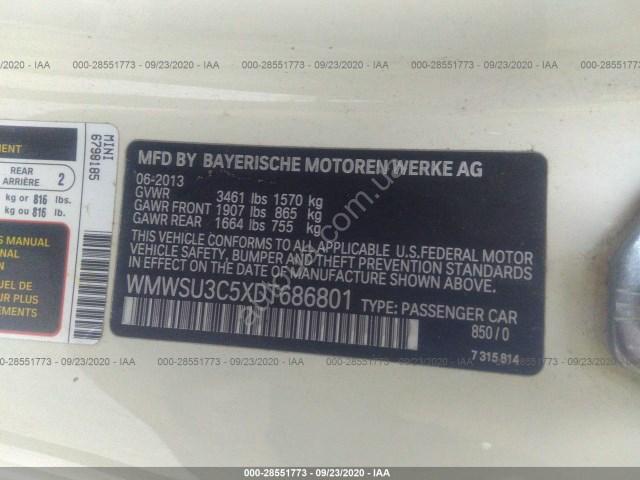 000-28551773 - 09/23/2020 - IAA
MENT
REAR
ARRIÈRE 2
kg or 816 lbs.
kg ou 816 lb.
S MANUAL
MINI
6798185
MFD BY BAYERISCHE MOTOREN WERKE AG
06-2013
GVWR 3461 lbs 1570 kg
GAWR FRONT 1907 lbs 865 kg
GAWR REAR 1664 lbs 755 kg
THIS VEHICLE CONFORMS TO ALL APPLICABLE U.S.FEDERAL MOTOR
VEHICLE SAFETY, BUMPER AND THEFT PREVENTION STANDARDS
IN EFFECT ON THE DATE OF MANUFACTURE SHOWN ABOVE.
TYPE: PASSENGER CAR
850/0
7 315 814
000-28551773 - 09/23/2020 - IAA